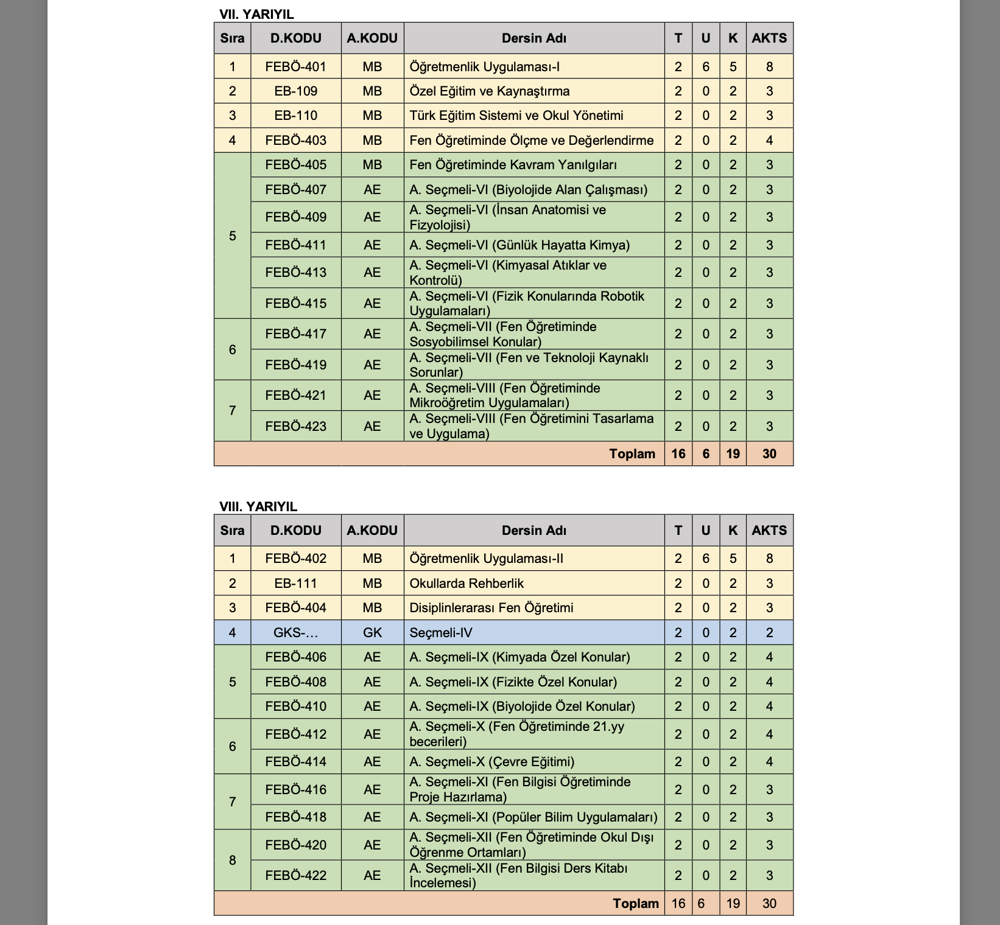 VII. YARIYIL
Sıra D.KODU A.KODU Dersin Adı T U K AKTS
1 FEBÖ-401 MB Öğretmenlik Uygulaması-I 2 6 5 8
2 EB-109 MB Özel Eğitim ve Kaynaştırma 2 0 2 3
3 EB-110 MB Türk Eğitim Sistemi ve Okul Yönetimi 2 0 2 3
4 FEBÖ-403 MB Fen Öğretiminde Ölçme ve Değerlendirme 2 0 2 4
5
FEBÖ-405 MB Fen Öğretiminde Kavram Yanılgıları 2 0 2 3
FEBÖ-407 AE A. Seçmeli-VI (Biyolojide Alan Çalışması) 2 0 2 3
FEBÖ-409 AE A. Seçmeli-VI (İnsan Anatomisi ve
Fizyolojisi) 2 0 2 3
FEBÖ-411 AE A. Seçmeli-VI (Günlük Hayatta Kimya) 2 0 2 3
FEBÖ-413 AE A. Seçmeli-VI (Kimyasal Atıklar ve
Kontrolü) 2 0 2 3
FEBÖ-415 AE A. Seçmeli-VI (Fizik Konularında Robotik
Uygulamaları) 2 0 2 3
6
FEBÖ-417 AE A. Seçmeli-VII (Fen Öğretiminde
Sosyobilimsel Konular) 2 0 2 3
FEBÖ-419 AE A. Seçmeli-VII (Fen ve Teknoloji Kaynaklı
Sorunlar) 2 0 2 3
7
FEBÖ-421 AE A. Seçmeli-VIII (Fen Öğretiminde
Mikroöğretim Uygulamaları) 2 0 2 3
FEBÖ-423 AE A. Seçmeli-VIII (Fen Öğretimini Tasarlama
ve Uygulama) 2 0 2 3
Toplam 16 6 19 30
VIII. YARIYIL
Sıra D.KODU A.KODU Dersin Adı T U K AKTS
1 FEBÖ-402 MB Öğretmenlik Uygulaması-II 2 6 5 8
2 EB-111 MB Okullarda Rehberlik 2 0 2 3
3 FEBÖ-404 MB Disiplinlerarası Fen Öğretimi 2 0 2 3
4 GKS-… GK Seçmeli-IV 2 0 2 2
5
FEBÖ-406 AE A. Seçmeli-IX (Kimyada Özel Konular) 2 0 2 4
FEBÖ-408 AE A. Seçmeli-IX (Fizikte Özel Konular) 2 0 2 4
FEBÖ-410 AE A. Seçmeli-IX (Biyolojide Özel Konular) 2 0 2 4
6
FEBÖ-412 AE A. Seçmeli-X (Fen Öğretiminde 21.yy
becerileri) 2 0 2 4
FEBÖ-414 AE A. Seçmeli-X (Çevre Eğitimi) 2 0 2 4
7
FEBÖ-416 AE A. Seçmeli-XI (Fen Bilgisi Öğretiminde
Proje Hazırlama) 2 0 2 3
FEBÖ-418 AE A. Seçmeli-XI (Popüler Bilim Uygulamaları) 2 0 2 3
8
FEBÖ-420 AE A. Seçmeli-XII (Fen Öğretiminde Okul Dışı
Öğrenme Ortamları) 2 0 2 3
FEBÖ-422 AE A. Seçmeli-XII (Fen Bilgisi Ders Kitabı
İncelemesi) 2 0 2 3
Toplam 16 6 19 30